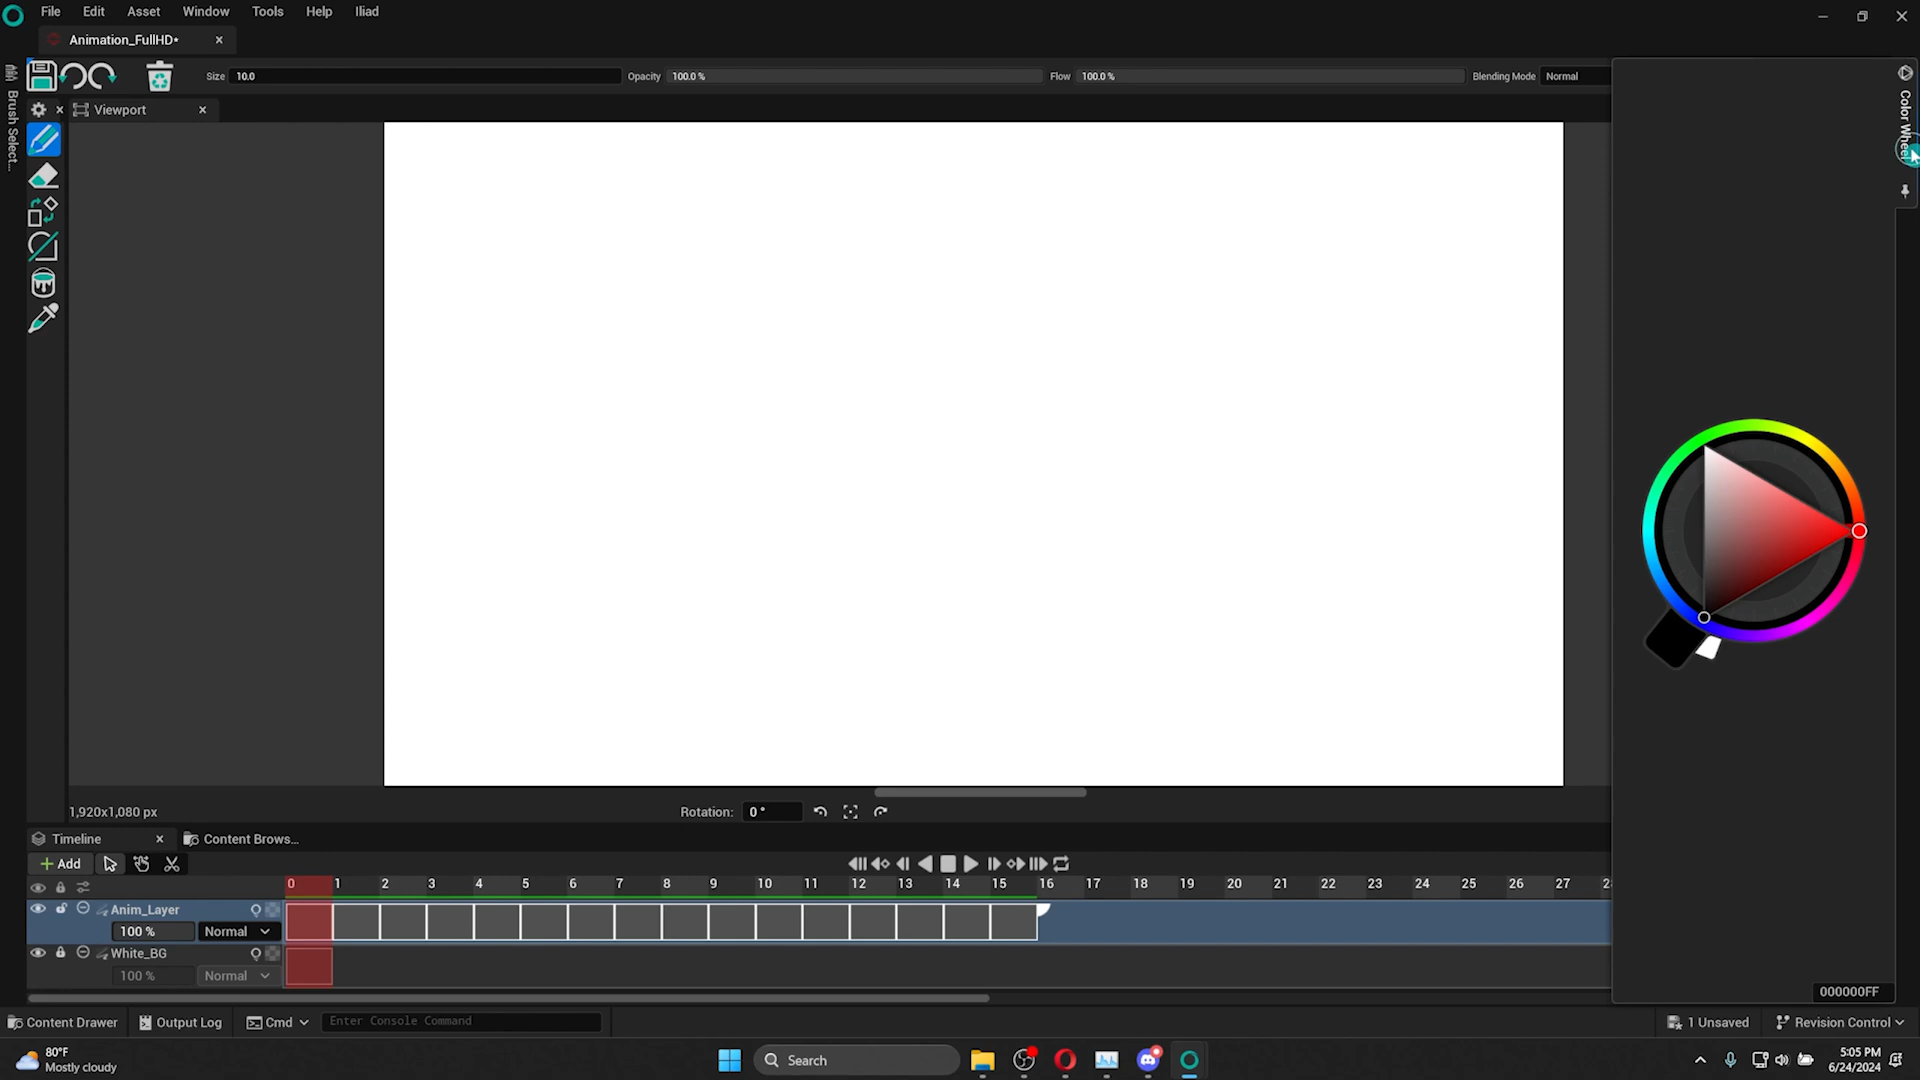 File Edit Asset Window Tools Help Iliad
Animation_FullHD•
Size 10.0 Opacity 100.0 % Flow 100.0 % Blending Mode Normal
Brush Select...
Viewport
Color Wheel
1,920x1,080 px
Rotation: 0 °
Timeline Content Brows...
+ Add
0 1 2 3 4 5 6 7 8 9 10 11 12 13 14 15 16 17 18 19 20 21 22 23 24 25 26 27 28
Anim_Layer
100 % Normal
White_BG
100 % Normal
000000FF
Content Drawer Output Log Cmd Enter Console Command 1 Unsaved Revision Control
80°F
Mostly cloudy
Search
5:05 PM
6/24/2024